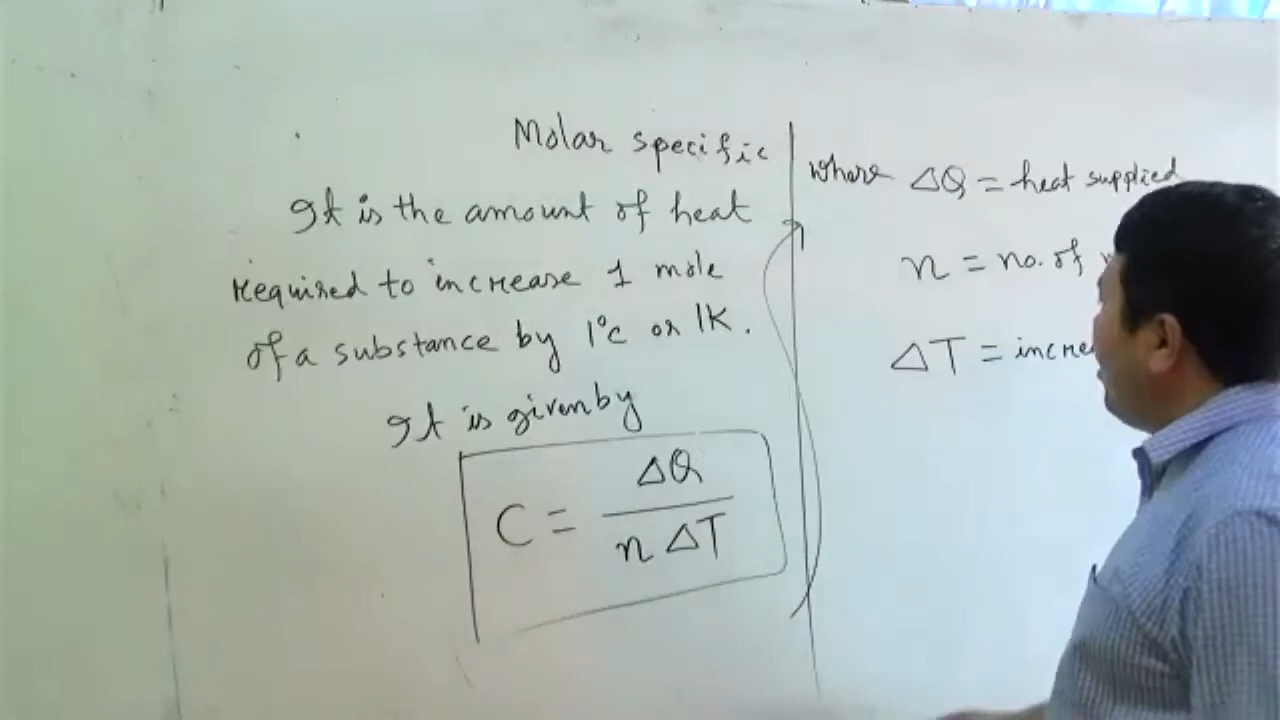 Molar specific
It is the amount of heat
required to increase 1 mole
of a substance by 1°C or 1K.
It is given by
C = ΔQ / n ΔT
where ΔQ = heat supplied
n = no. of
ΔT =